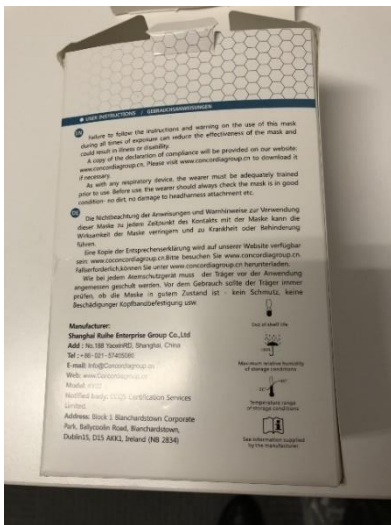 USER INSTRUCTIONS / GEBRAUCHSANWEISUNGEN
EN Failure to follow the instructions and warning on the use of this mask
during all times of exposure can reduce the effectiveness of the mask and
could result in illness or disability.
A copy of the declaration of compliance will be provided on our website:
www.concordiagroup.cn. Please visit www.concordiagroup.cn to download it
if necessary.
As with any respiratory device, the wearer must be adequately trained
prior to use. Before use, the wearer should always check the mask is in good
condition- no dirt, no damage to headharness attachment etc.
DE Die Nichtbeachtung der Anweisungen und Warnhinweise zur Verwendung
dieser Maske zu jedem Zeitpunkt des Kontakts mit der Maske kann die
Wirksamkeit der Maske verringern und zu Krankheit oder Behinderung
führen.
Eine Kopie der Entsprechenserklärung wird auf unserer Website verfügbar
sein. www.coconcordiagroup.cn.Bitte besuchen Sie www.concordiagroup.cn.
Fallserforderlich,können Sie unter www.concordiagroup.cn herunterladen.
Wie bei jedem Atemschutzgerät muss der Träger vor der Anwendung
angemessen geschult werden. Vor dem Gebrauch sollte der Träger immer
prüfen, ob die Maske in gutem Zustand ist - kein Schmutz, keine
Beschädigunger Kopfhanzbefestigung usw.
Manufacturer:
Shanghai Ruihe Enterprise Group Co.,Ltd
Add : No.188 YaoxinRD, Shanghai, China
Tel : +86- 021- 57405080
E-mail: Info@Concordiagroup.cn
Web: www.Concordiagroup.cn
Model:
Notified body: CCQS Certification Services
Limited.
Address: Block 1 Blanchardstown Corporate
Park, Ballycoolin Road, Blanchardstown,
Dublin15, D15 AKK1, Ireland (NB 2834)
End of shelf life
Maximum relative humidity
of storage conditions
Temperature range
of storage conditions
See information supplied
by the manufacturer